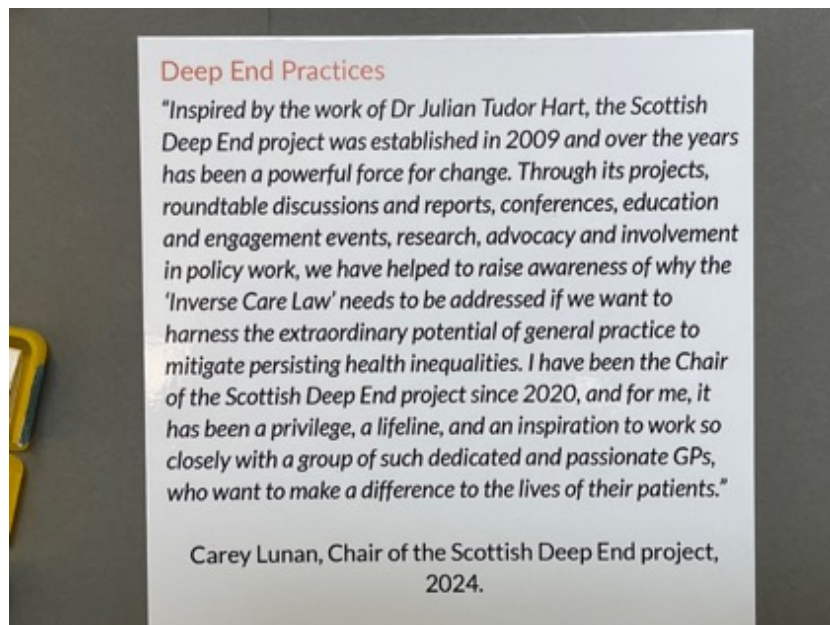 Deep End Practices
“Inspired by the work of Dr Julian Tudor Hart, the Scottish
Deep End project was established in 2009 and over the years
has been a powerful force for change. Through its projects,
roundtable discussions and reports, conferences, education
and engagement events, research, advocacy and involvement
in policy work, we have helped to raise awareness of why the
‘Inverse Care Law’ needs to be addressed if we want to
harness the extraordinary potential of general practice to
mitigate persisting health inequalities. I have been the Chair
of the Scottish Deep End project since 2020, and for me, it
has been a privilege, a lifeline, and an inspiration to work so
closely with a group of such dedicated and passionate GPs,
who want to make a difference to the lives of their patients.”
Carey Lunan, Chair of the Scottish Deep End project,
2024.